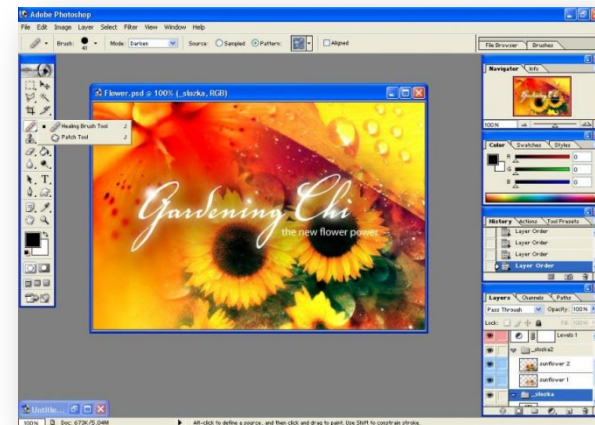 Adobe Photoshop
File Edit Image Layer Select Filter View Window Help
Brush: 41 Mode: Darken Source: Sampled Pattern: Aligned
File Browser Brushes
Flower.psd @ 100% (_slozka, RGB)
Healing Brush Tool J
Patch Tool J
Gardening Chi
the new flower power
Navigator Info
100%
Color Swatches Styles
R 0
G 0
B 0
History Actions Tool Presets
Layer Order
Layer Order
Layer Order
Layer Order
Layers Channels Paths
Pass Through Opacity: 100%
Lock: Fill: 100%
Levels 1
_slozka2
sunflower 2
sunflower 1
_slozka
Untitle...
100% Doc: 673K/5.04M Alt-click to define a source, and then click and drag to paint. Use Shift to constrain stroke.